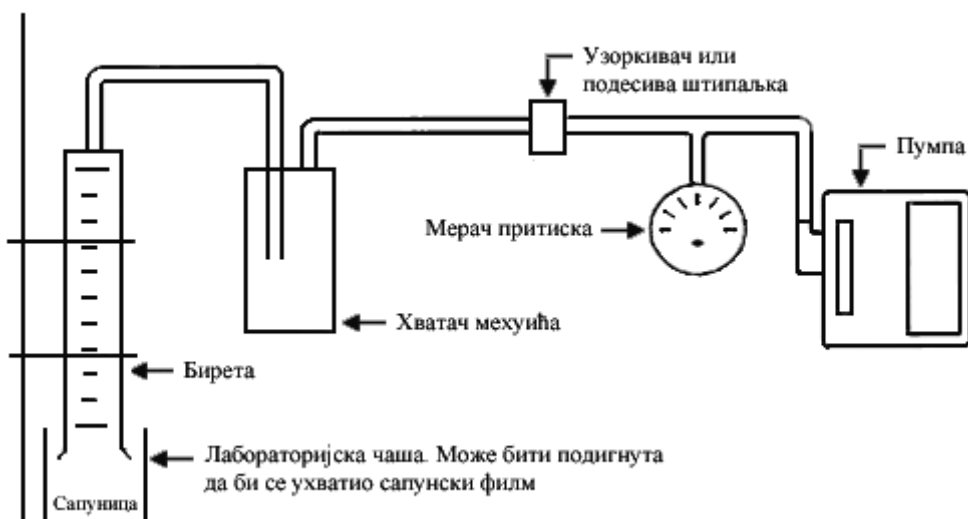 Узоркивач или
подесива штипаљка
Пумпа
Мерач притиска
Хватач мехуића
Бирета
Лабораторијска чаша. Може бити подигнута
да би се ухватио сапунски филм
Сапуница